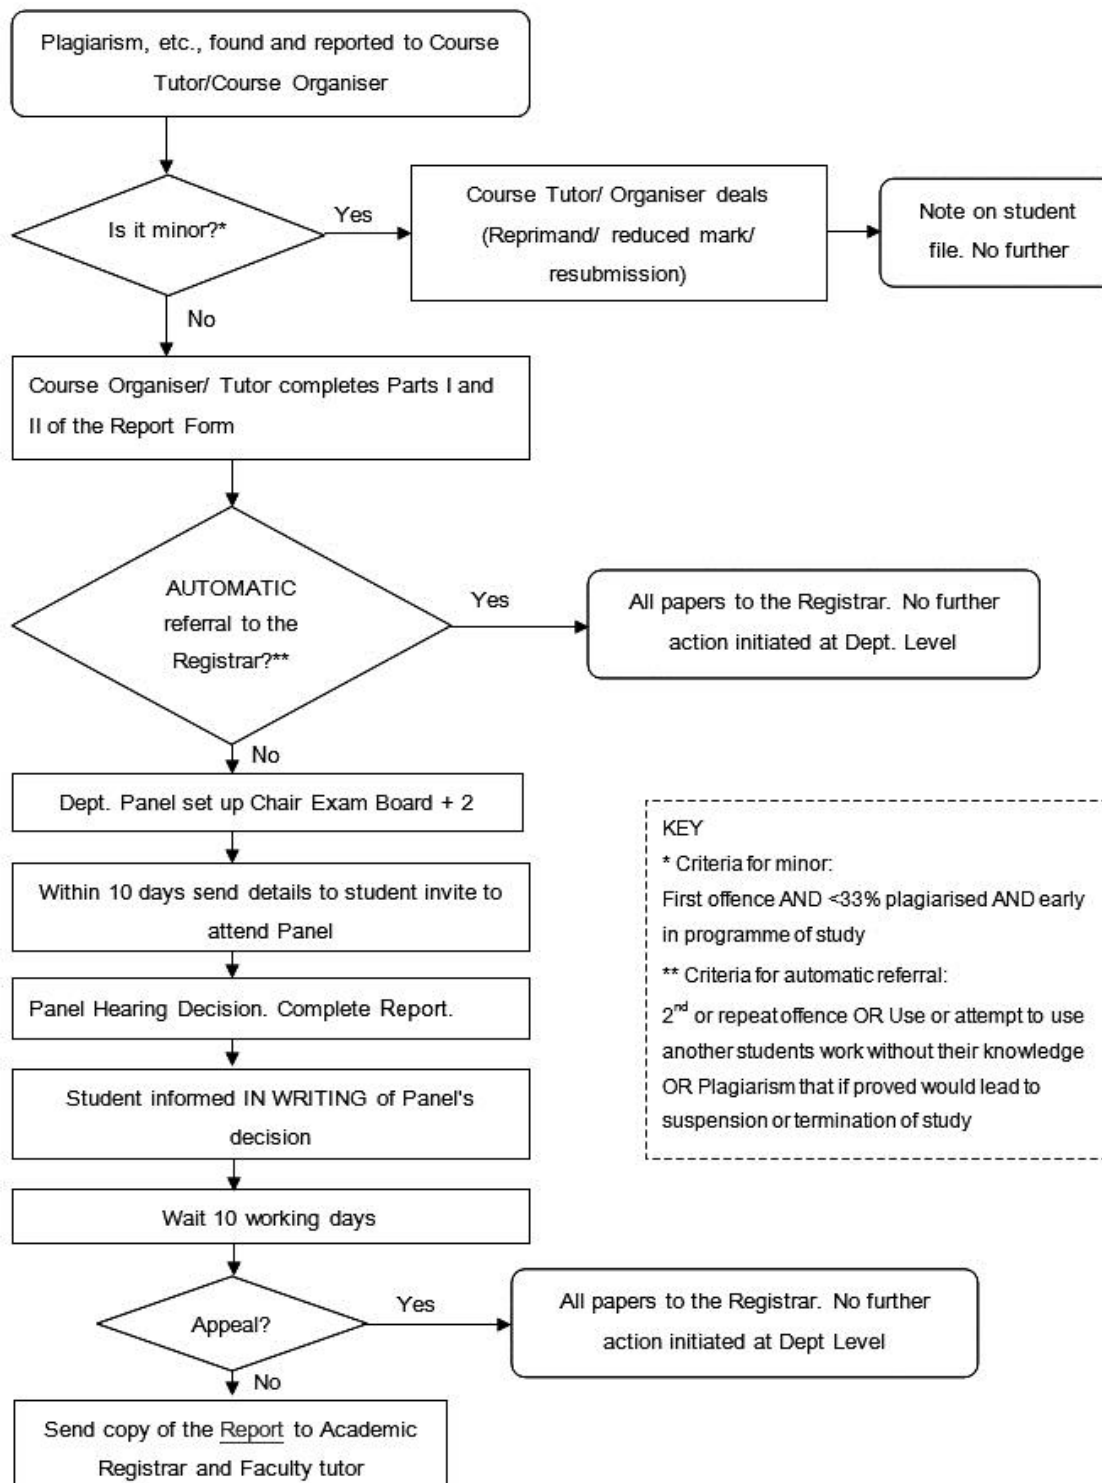 Plagiarism, etc., found and reported to Course
Tutor/Course Organiser
Is it minor?*
Yes
Course Tutor/ Organiser deals
(Reprimand/ reduced mark/
resubmission)
Note on student
file. No further
No
Course Organiser/ Tutor completes Parts I and
II of the Report Form
AUTOMATIC
referral to the
Registrar?**
Yes
All papers to the Registrar. No further
action initiated at Dept. Level
No
Dept. Panel set up Chair Exam Board + 2
Within 10 days send details to student invite to
attend Panel
Panel Hearing Decision. Complete Report.
Student informed IN WRITING of Panel's
decision
Wait 10 working days
Appeal?
Yes
All papers to the Registrar. No further
action initiated at Dept Level
No
Send copy of the Report to Academic
Registrar and Faculty tutor
KEY
* Criteria for minor:
First offence AND <33% plagiarised AND early
in programme of study
** Criteria for automatic referral:
2nd or repeat offence OR Use or attempt to use
another students work without their knowledge
OR Plagiarism that if proved would lead to
suspension or termination of study